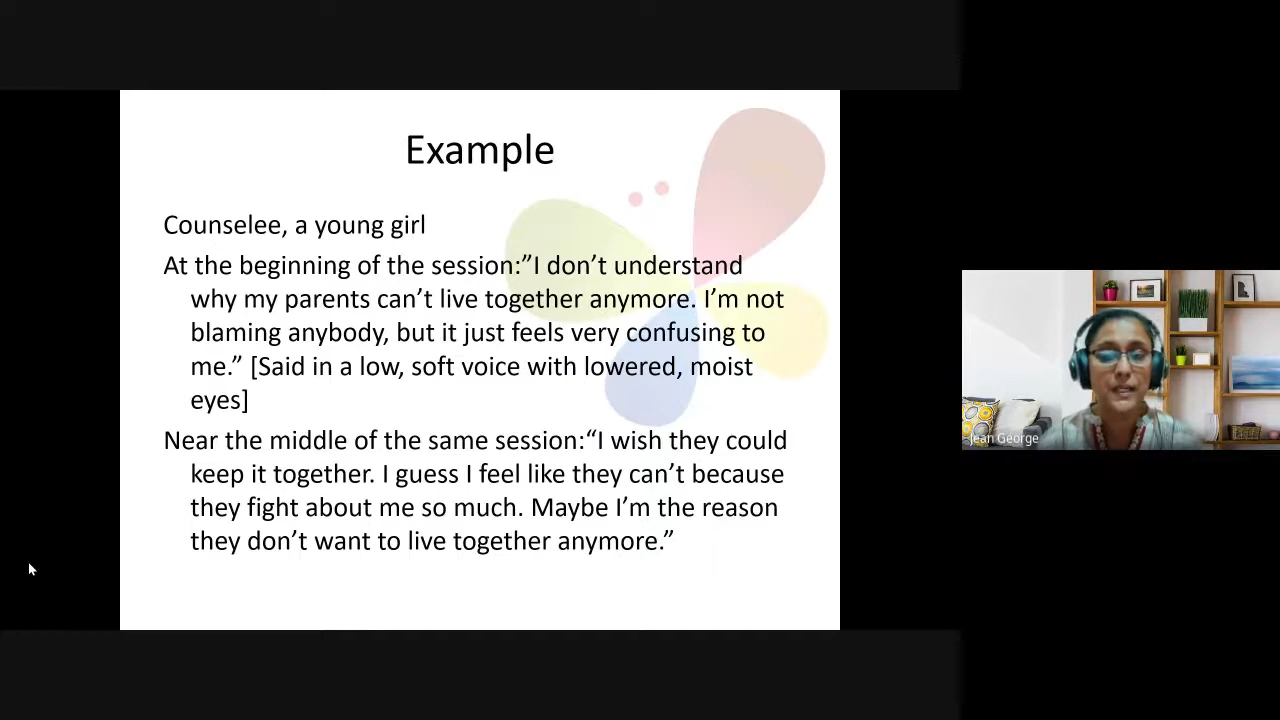 Example
Counselee, a young girl
At the beginning of the session:”I don’t understand
why my parents can’t live together anymore. I’m not
blaming anybody, but it just feels very confusing to
me.” [Said in a low, soft voice with lowered, moist
eyes]
Near the middle of the same session:“I wish they could
keep it together. I guess I feel like they can’t because
they fight about me so much. Maybe I’m the reason
they don’t want to live together anymore.”
Jean George